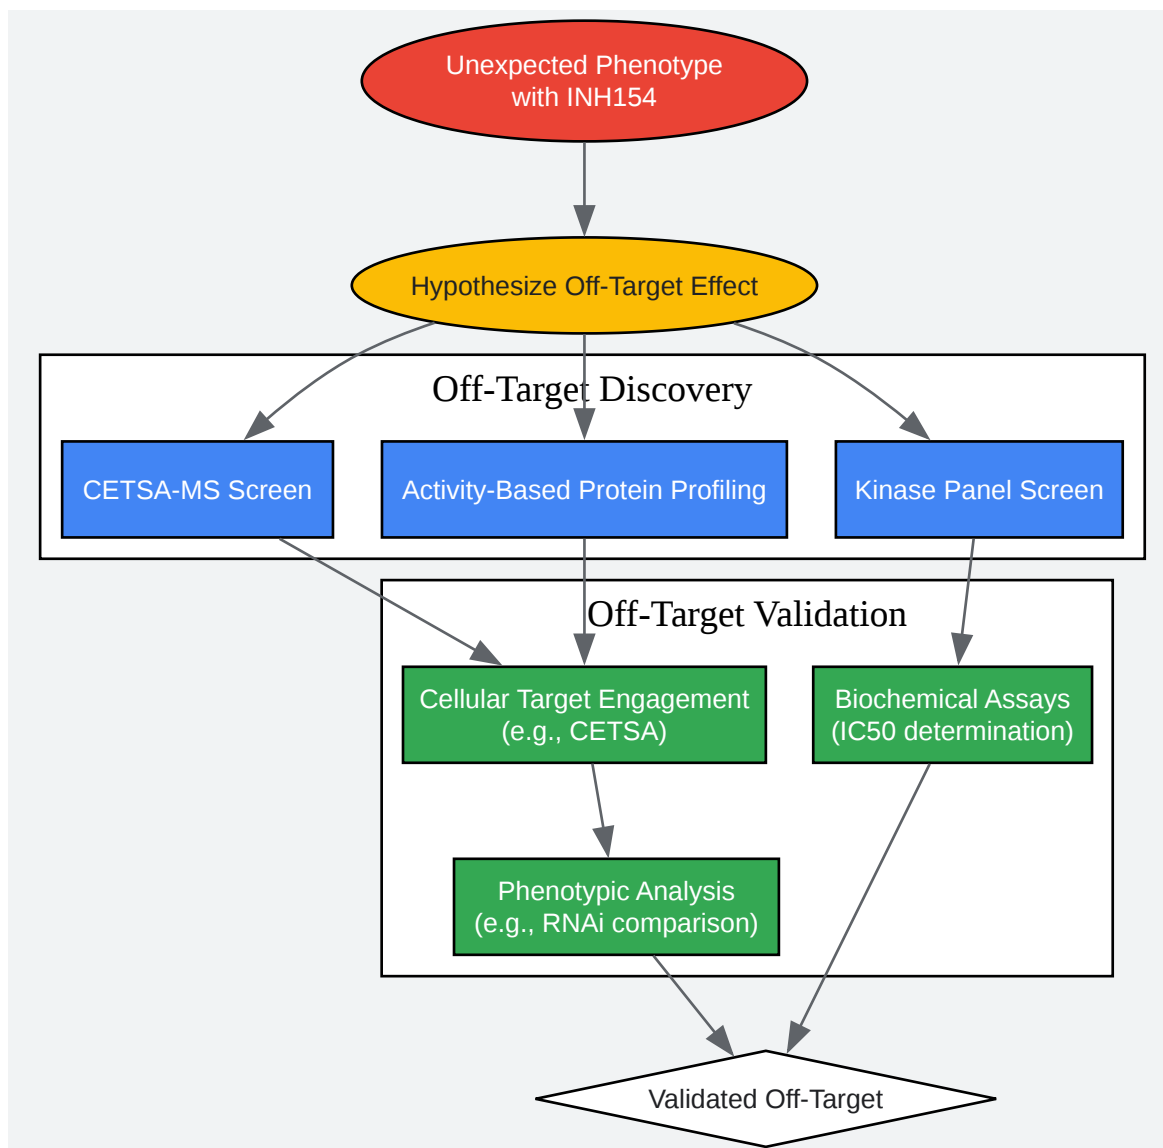 Unexpected Phenotype
with INH154
Hypothesize Off-Target Effect
Off-Target Discovery
CETSA-MS Screen
Activity-Based Protein Profiling
Kinase Panel Screen
Off-Target Validation
Cellular Target Engagement
(e.g., CETSA)
Biochemical Assays
(IC50 determination)
Phenotypic Analysis
(e.g., RNAi comparison)
Validated Off-Target